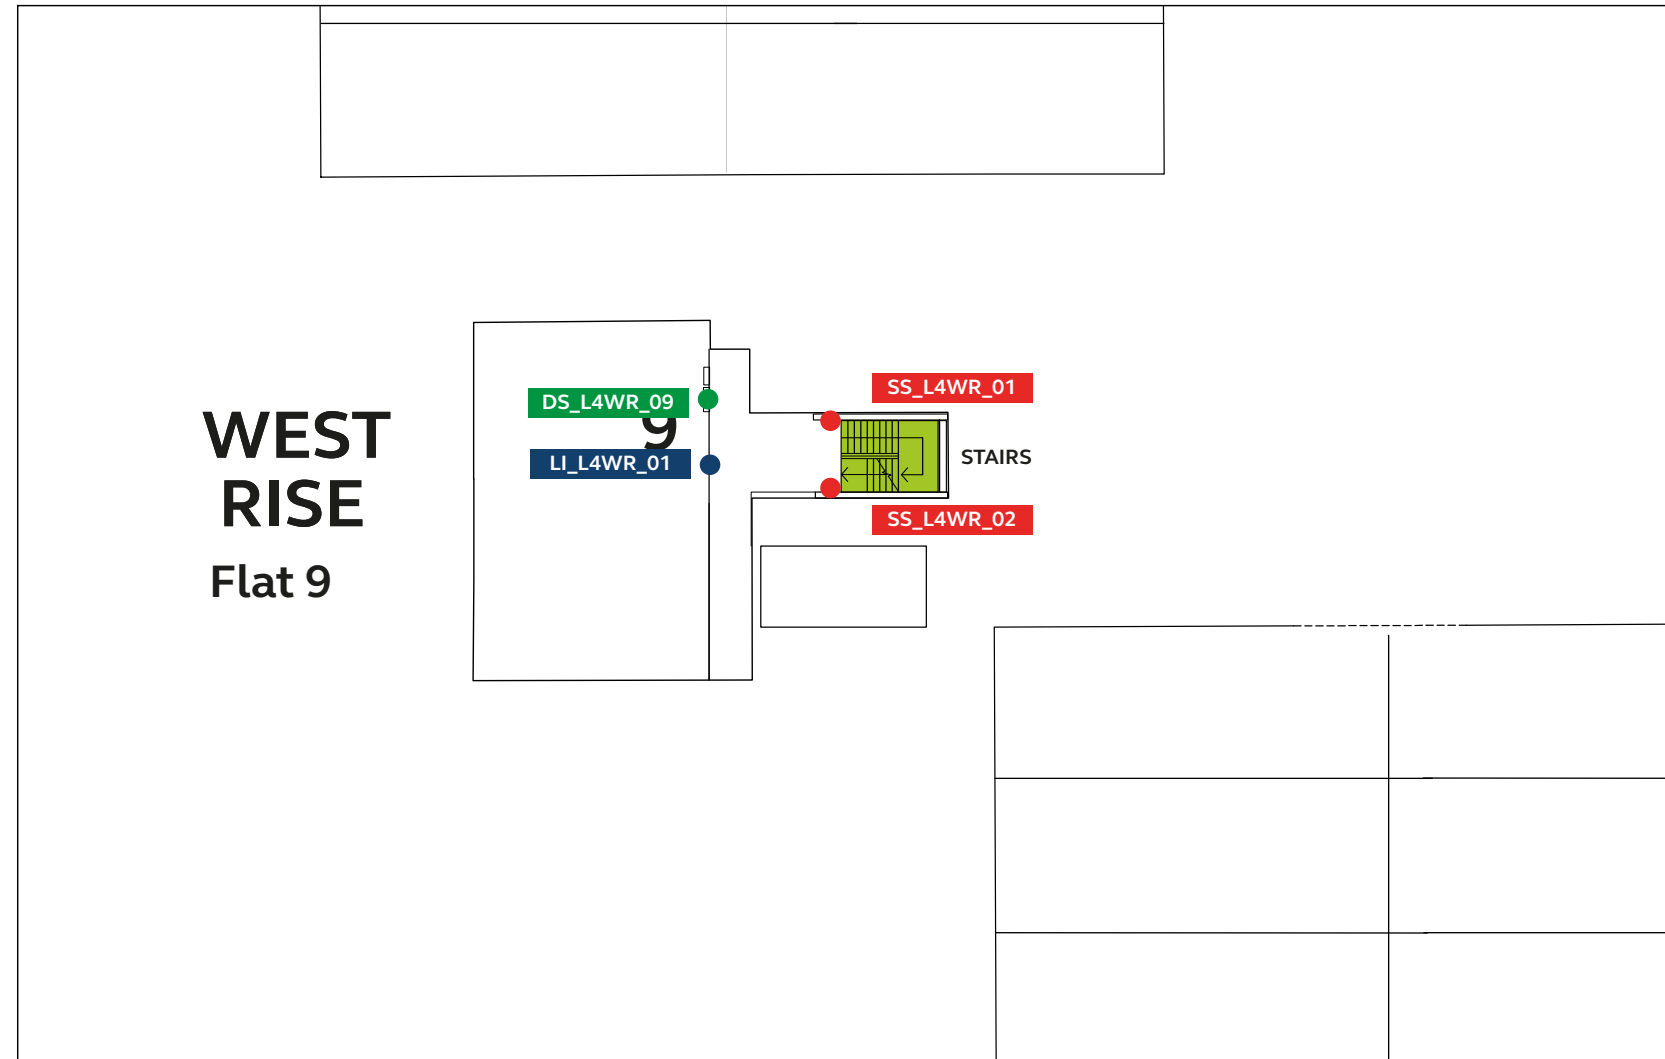 WEST
RISE
Flat 9
DS_L4WR_09
9
LI_L4WR_01
SS_L4WR_01
STAIRS
SS_L4WR_02